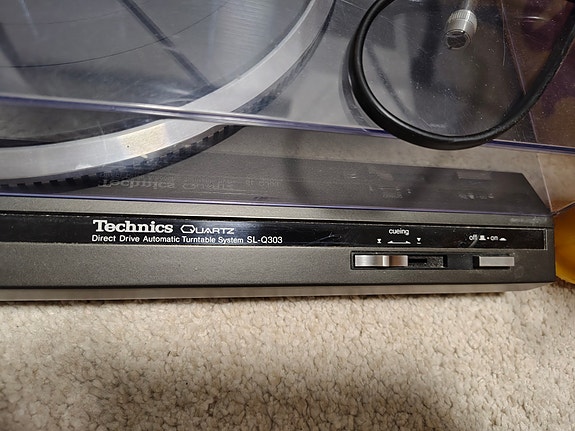 Technics QUARTZ
Direct Drive Automatic Turntable System SL-Q303
cueing
off • on